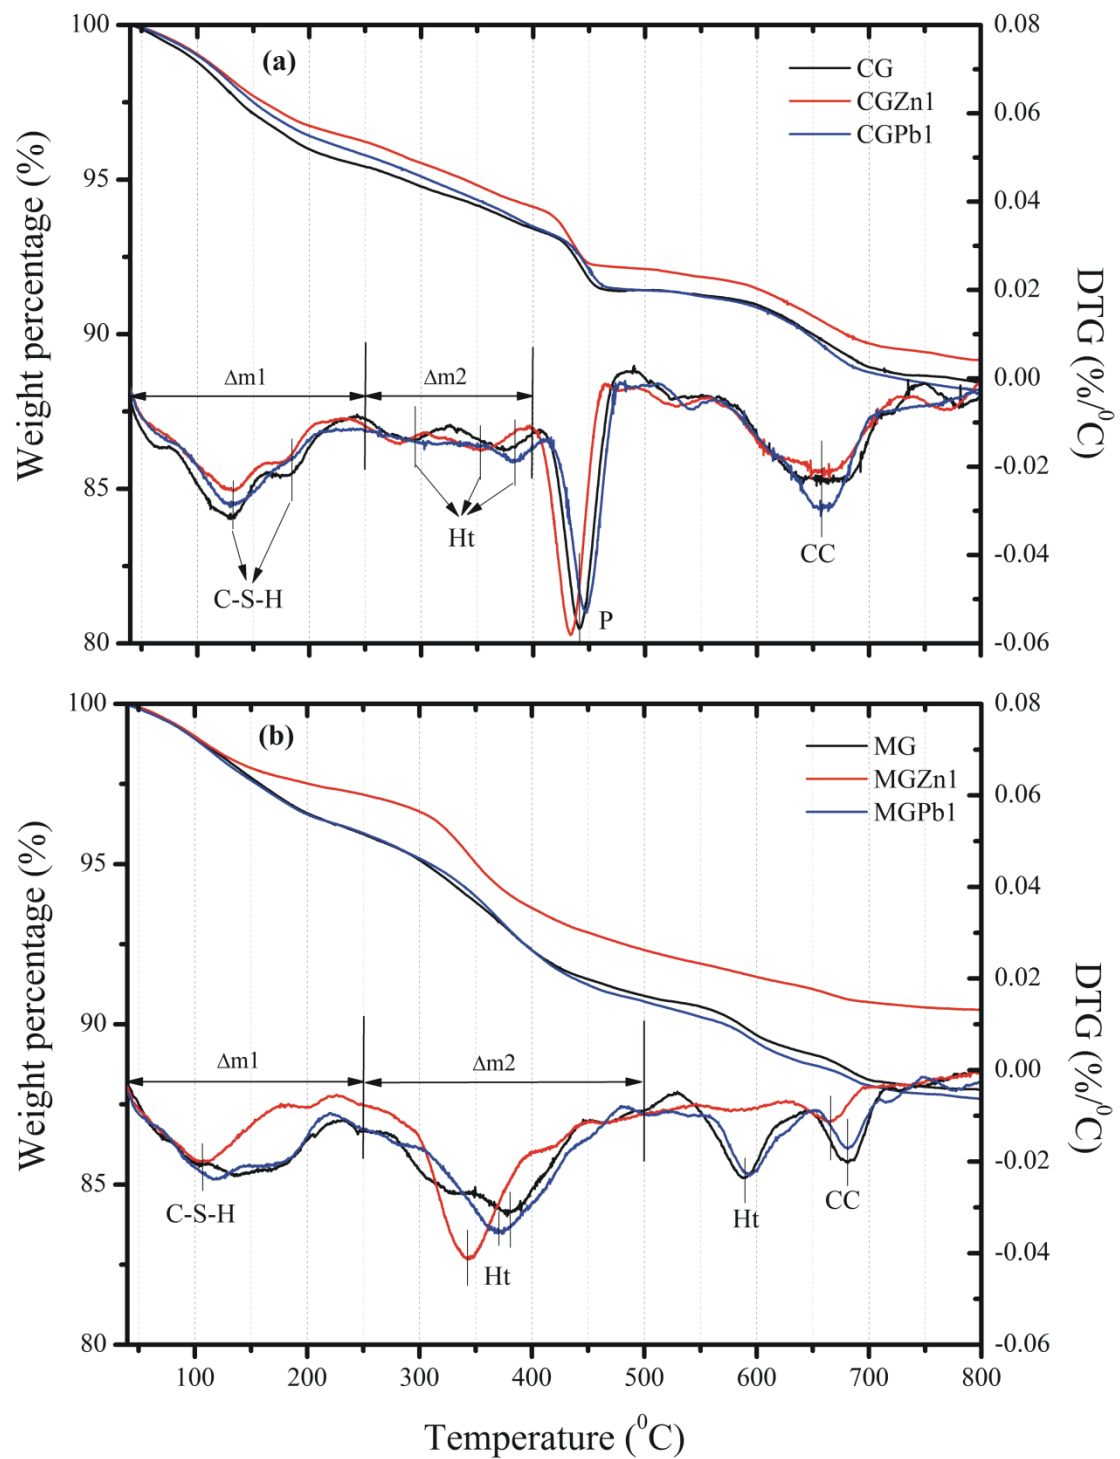 100
95
90
85
80
Weight percentage (%)
(a)
CG
CGZn1
CGPb1
Δm1
Δm2
C-S-H
Ht
P
CC
0.08
0.06
0.04
0.02
0.00
-0.02
-0.04
-0.06
DTG (%/⁰C)
100
95
90
85
80
Weight percentage (%)
(b)
MG
MGZn1
MGPb1
Δm1
Δm2
C-S-H
Ht
Ht
CC
0.08
0.06
0.04
0.02
0.00
-0.02
-0.04
-0.06
DTG (%/⁰C)
100 200 300 400 500 600 700 800
Temperature (⁰C)